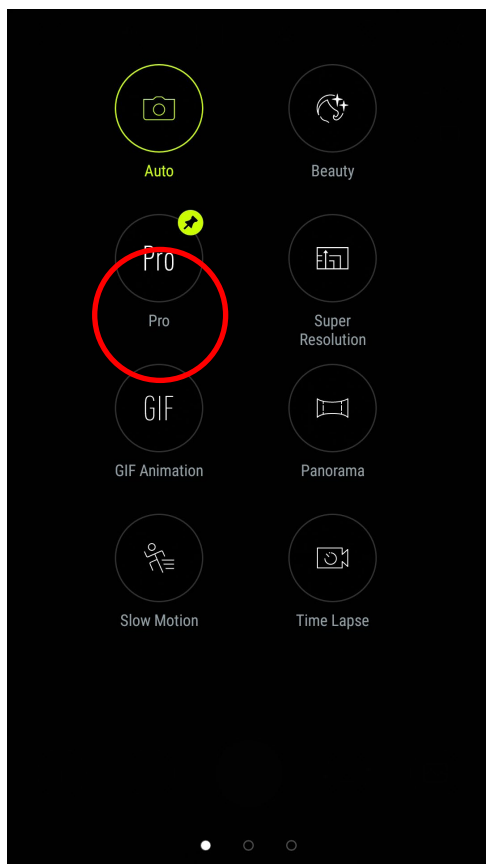 Auto
Beauty
Pro
Pro
Super
Resolution
GIF
GIF Animation
Panorama
Slow Motion
Time Lapse